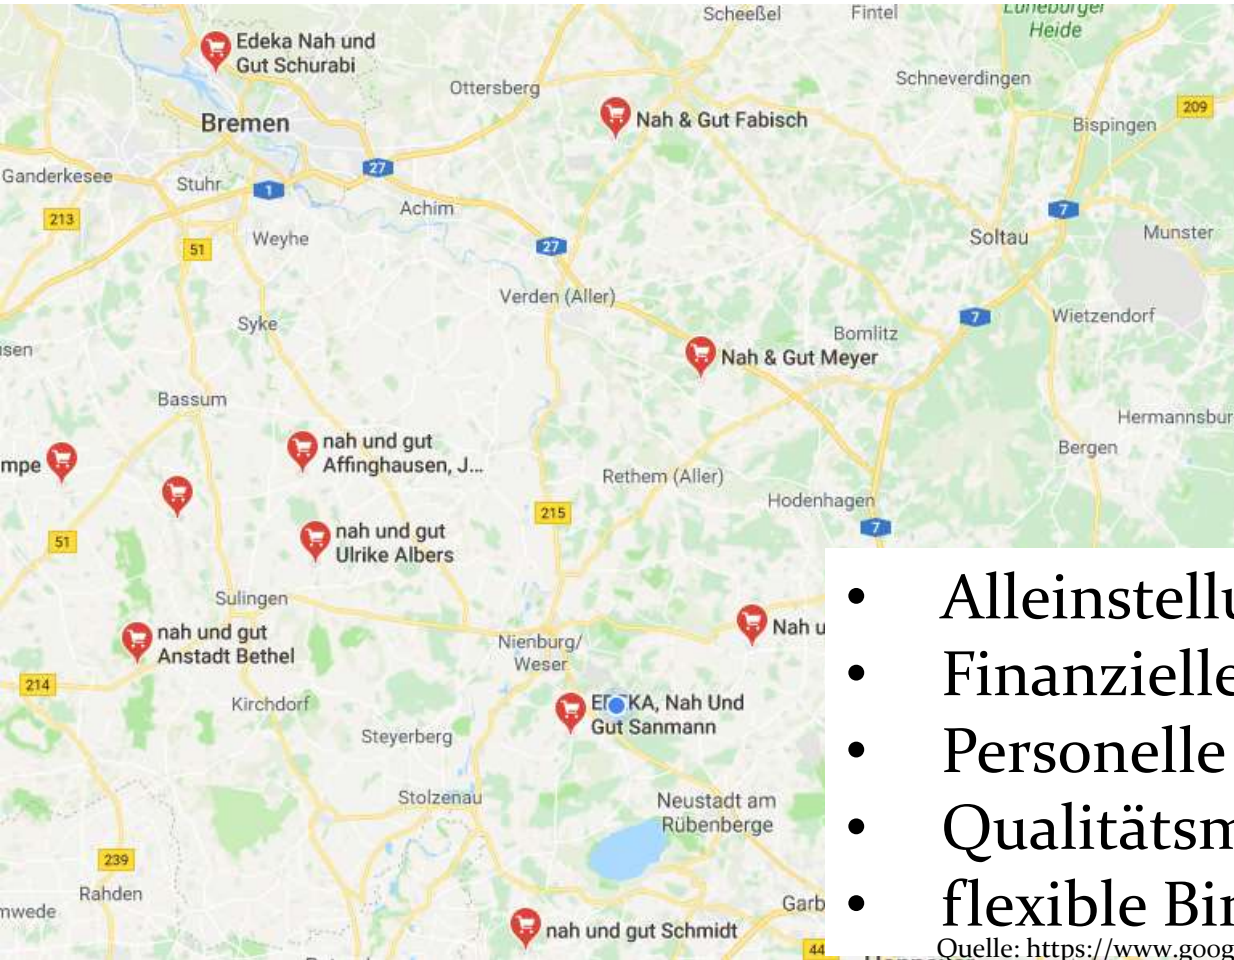 Scheeßel
Fintel
Lüneburger
Heide
Edeka Nah und
Gut Schurabi
Ottersberg
Schneverdingen
209
Nah & Gut Fabisch
Bremen
Bispingen
27
Ganderkesee
Stuhr
1
Achim
7
213
51
Weyhe
27
Soltau
Munster
Verden (Aller)
Syke
7
Wietzendorf
Bomlitz
Nah & Gut Meyer
Bassum
Hermannsbur
nah und gut
Affinghausen, J...
Bergen
mpe
Rethem (Aller)
Hodenhagen
215
7
51
nah und gut
Ulrike Albers
Sulingen
nah und gut
Anstadt Bethel
Nienburg/
Weser
Nah u
214
Kirchdorf
EDEKA, Nah Und
Gut Sanmann
Steyerberg
Stolzenau
Neustadt am
Rübenberge
239
Rahden
mwede
Garb
nah und gut Schmidt
44
• Alleinstellu
• Finanzielle
• Personelle
• Qualitätsm
• flexible Bin
Quelle: https://www.goog